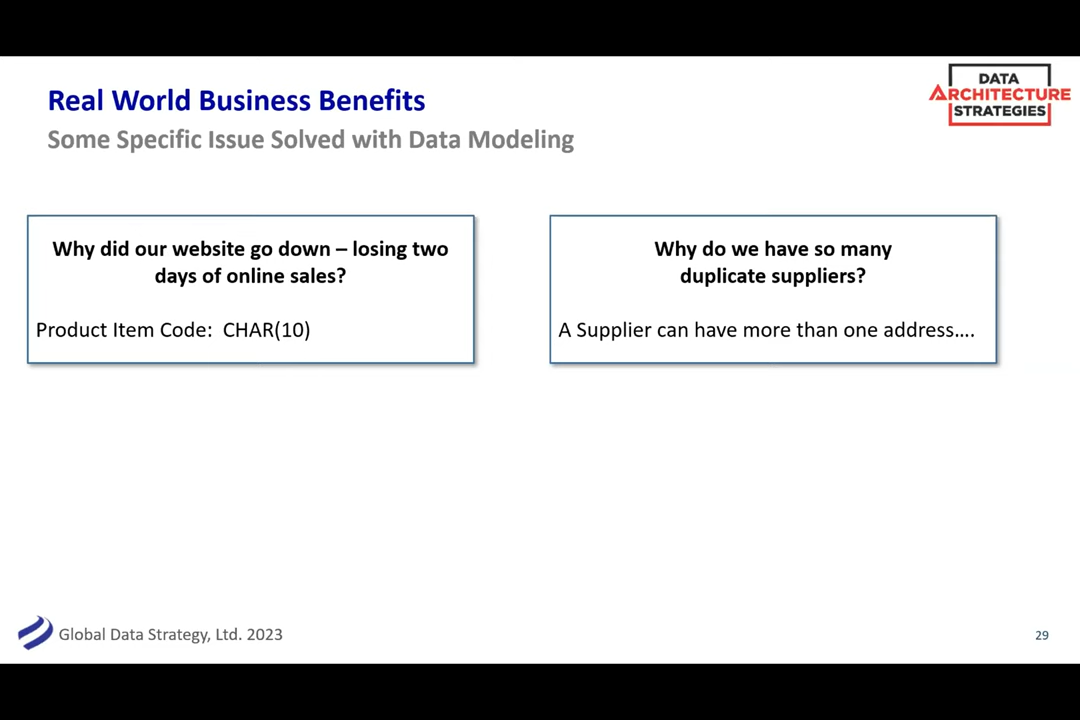 Real World Business Benefits
Some Specific Issue Solved with Data Modeling
DATA
ARCHITECTURE
STRATEGIES
Why did our website go down – losing two
days of online sales?
Product Item Code:  CHAR(10)
Why do we have so many
duplicate suppliers?
A Supplier can have more than one address….
Global Data Strategy, Ltd. 2023
29